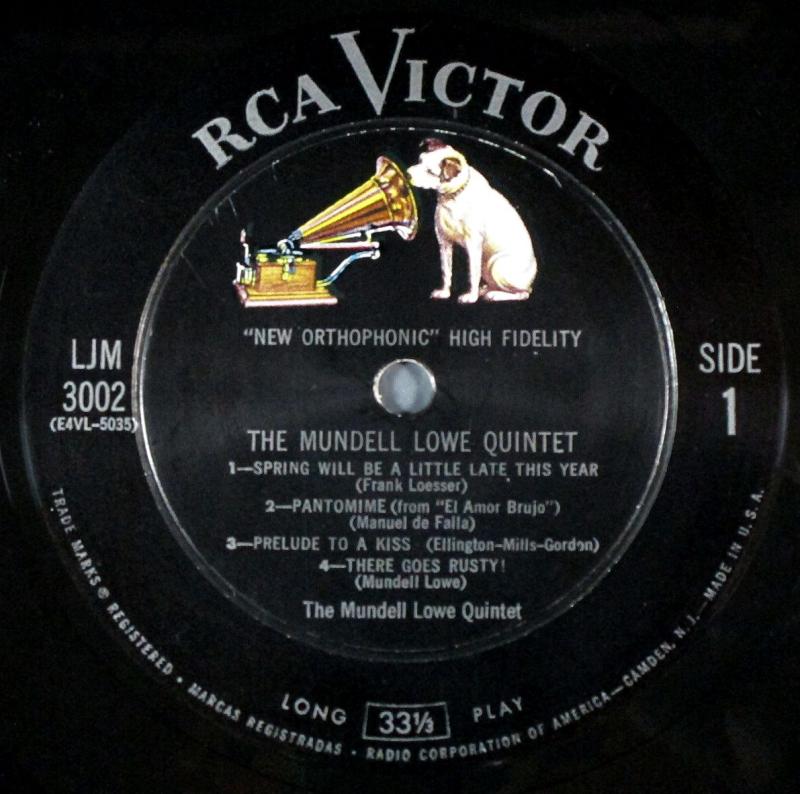 RCA VICTOR
"NEW ORTHOPHONIC" HIGH FIDELITY
LJM
3002
(E4VL-5035)
SIDE
1
THE MUNDELL LOWE QUINTET
1—SPRING WILL BE A LITTLE LATE THIS YEAR
(Frank Loesser)
2—PANTOMIME (from "El Amor Brujo")
(Manuel de Falla)
3—PRELUDE TO A KISS (Ellington-Mills-Gordon)
4—THERE GOES RUSTY!
(Mundell Lowe)
The Mundell Lowe Quintet
LONG 33⅓ PLAY
TRADE MARKS ® REGISTERED • MARCAS REGISTRADAS • RADIO CORPORATION OF AMERICA—CAMDEN, N. J.—MADE IN U. S. A.